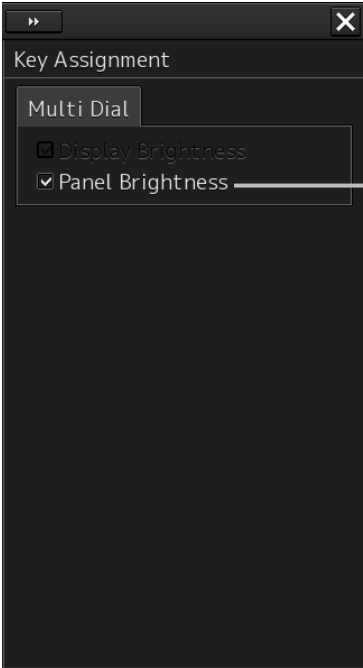 Key Assignment
Multi Dial
Display Brightness
Panel Brightness